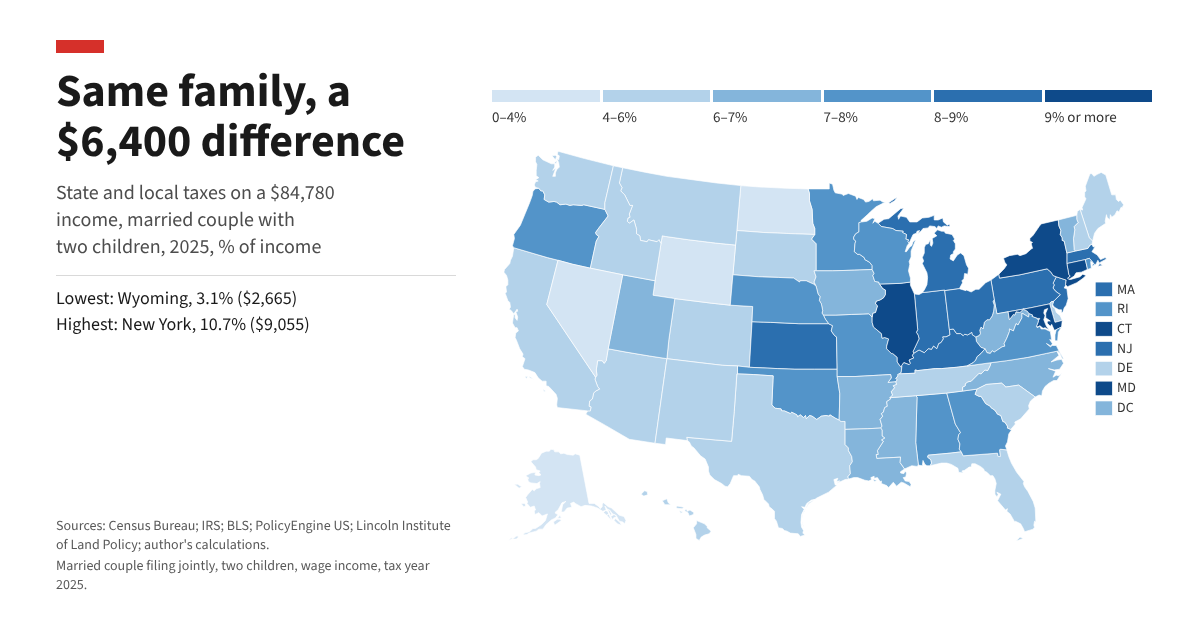 Same family, a
$6,400 difference
State and local taxes on a $84,780
income, married couple with
two children, 2025, % of income
Lowest: Wyoming, 3.1% ($2,665)
Highest: New York, 10.7% ($9,055)
Sources: Census Bureau; IRS; BLS; PolicyEngine US; Lincoln Institute
of Land Policy; author's calculations.
Married couple filing jointly, two children, wage income, tax year
2025.
0–4%
4–6%
6–7%
7–8%
8–9%
9% or more
MA
RI
CT
NJ
DE
MD
DC